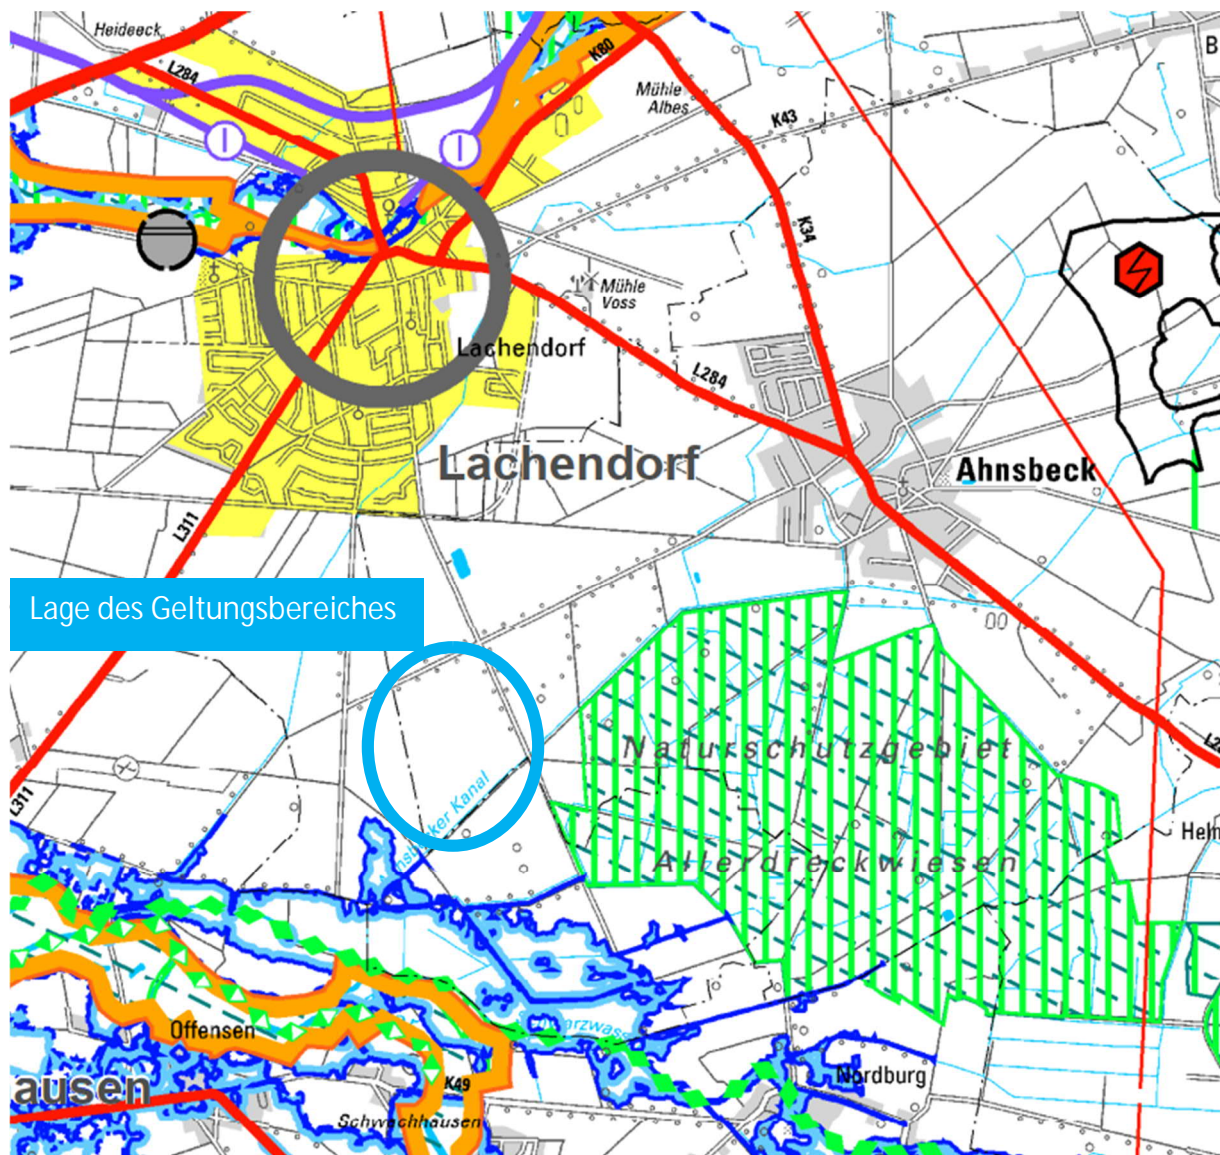 Heideeck
L284
K80
B
Mühle
Albes
K43
K34
Mühle
Voss
Lachendorf
L284
Lachendorf
Ahnsbeck
L311
Lage des Geltungsbereiches
Naturschutzgebiet
L311
Kanal
Allerdreckwiesen
Offensen
K49
Nordburg
ausen
Schwachhausen